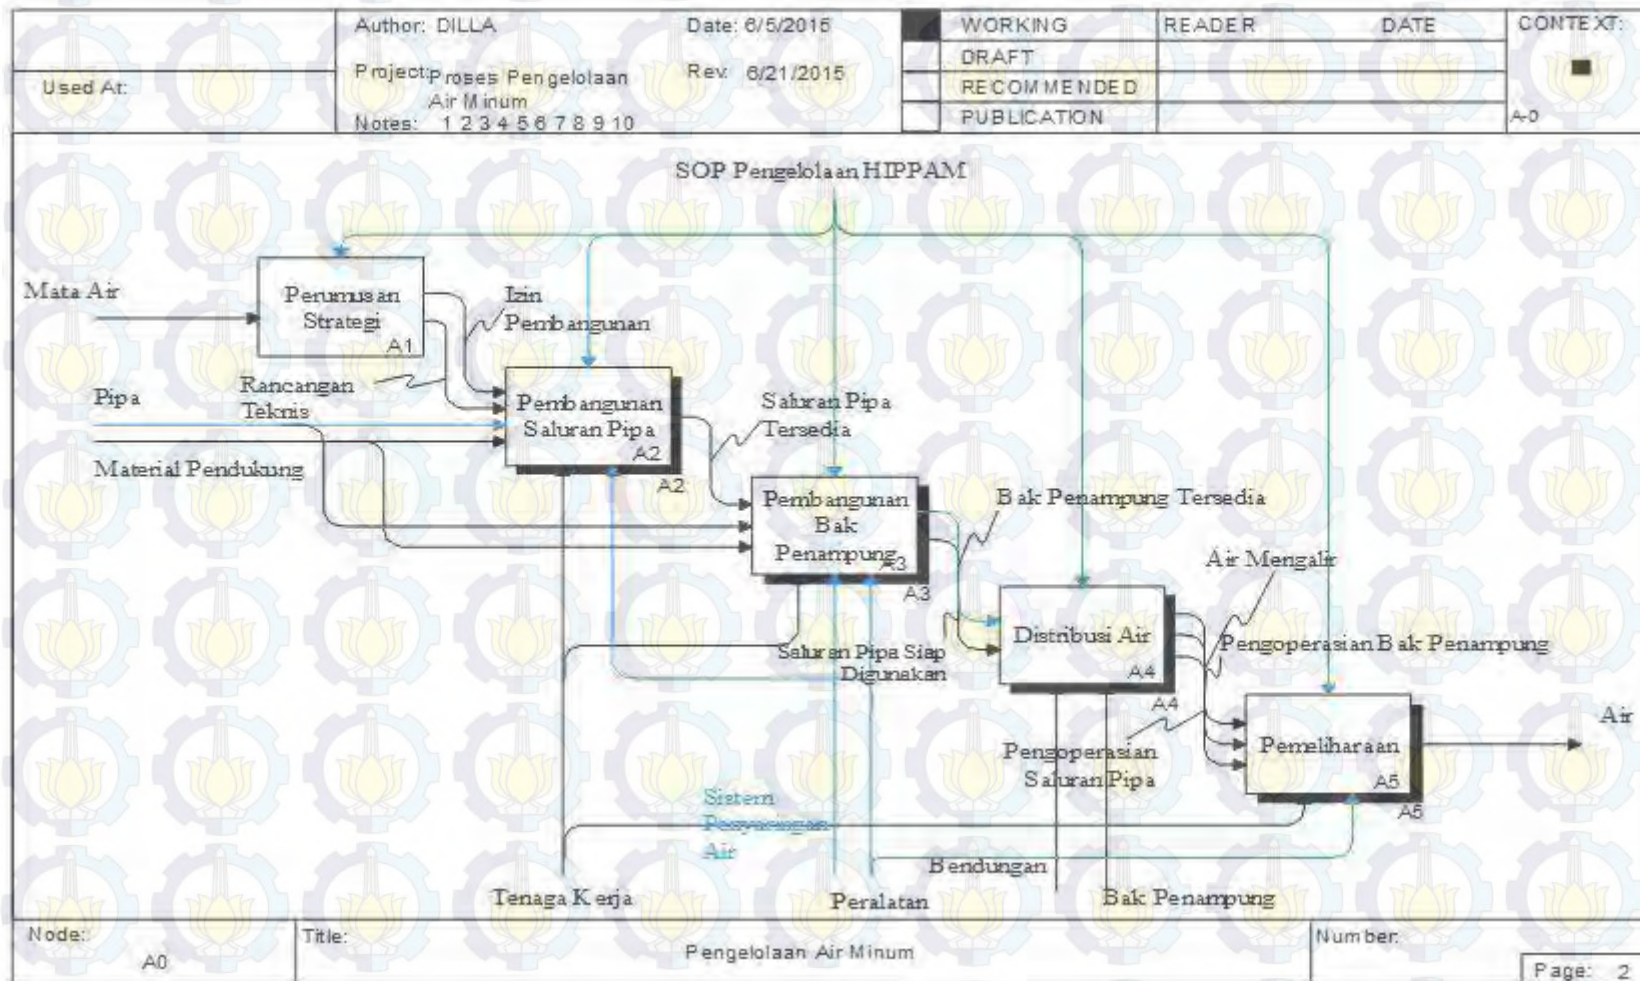 Used At:
Author: DILLA
Date: 6/5/2015
Project: Proses Pengelolaan
Air Minum
Rev: 6/21/2015
Notes: 1 2 3 4 5 6 7 8 9 10
WORKING
DRAFT
RECOMMENDED
PUBLICATION
READER
DATE
CONTEXT:
A-0
SOP Pengelolaan HIPPAM
Mata Air
Perumusan
Strategi
A1
Izin
Pembangunan
Rancangan
Teknis
Pipa
Material Pendukung
Pembangunan
Saluran Pipa
A2
A2
Saluran Pipa
Tersedia
Pembangunan
Bak
Penampung
A3
A3
Bak Penampung Tersedia
Saluran Pipa Siap
Digunakan
Distribusi Air
A4
A4
Air Mengalir
Pengoperasian Bak Penampung
Pengoperasian
Saluran Pipa
Pemeliharaan
A5
A5
Air
Sistem
Penyaringan
Air
Tenaga Kerja
Peralatan
Bendungan
Bak Penampung
Node:
A0
Title:
Pengelolaan Air Minum
Number:
Page: 2